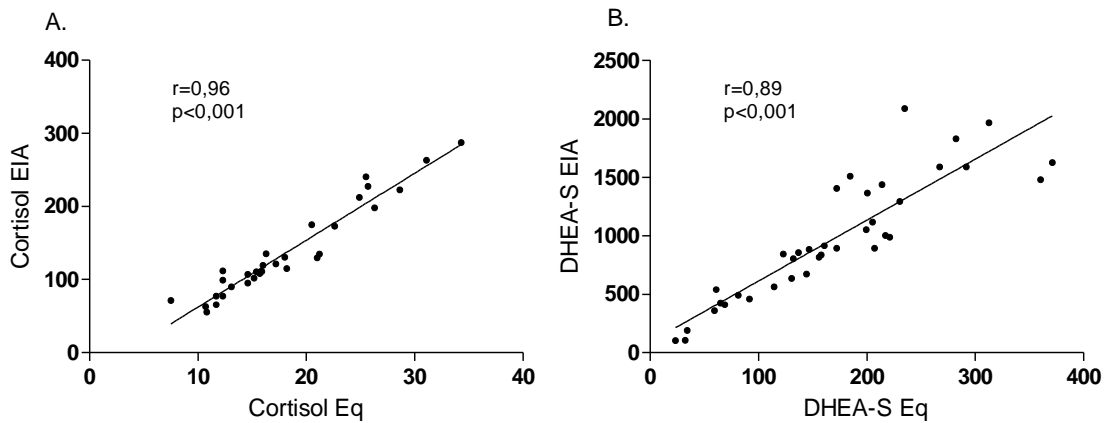 A.
r=0,96
p<0,001
Cortisol EIA
400
300
200
100
0
0 10 20 30 40
Cortisol Eq
B.
r=0,89
p<0,001
DHEA-S EIA
2500
2000
1500
1000
500
0
0 100 200 300 400
DHEA-S Eq